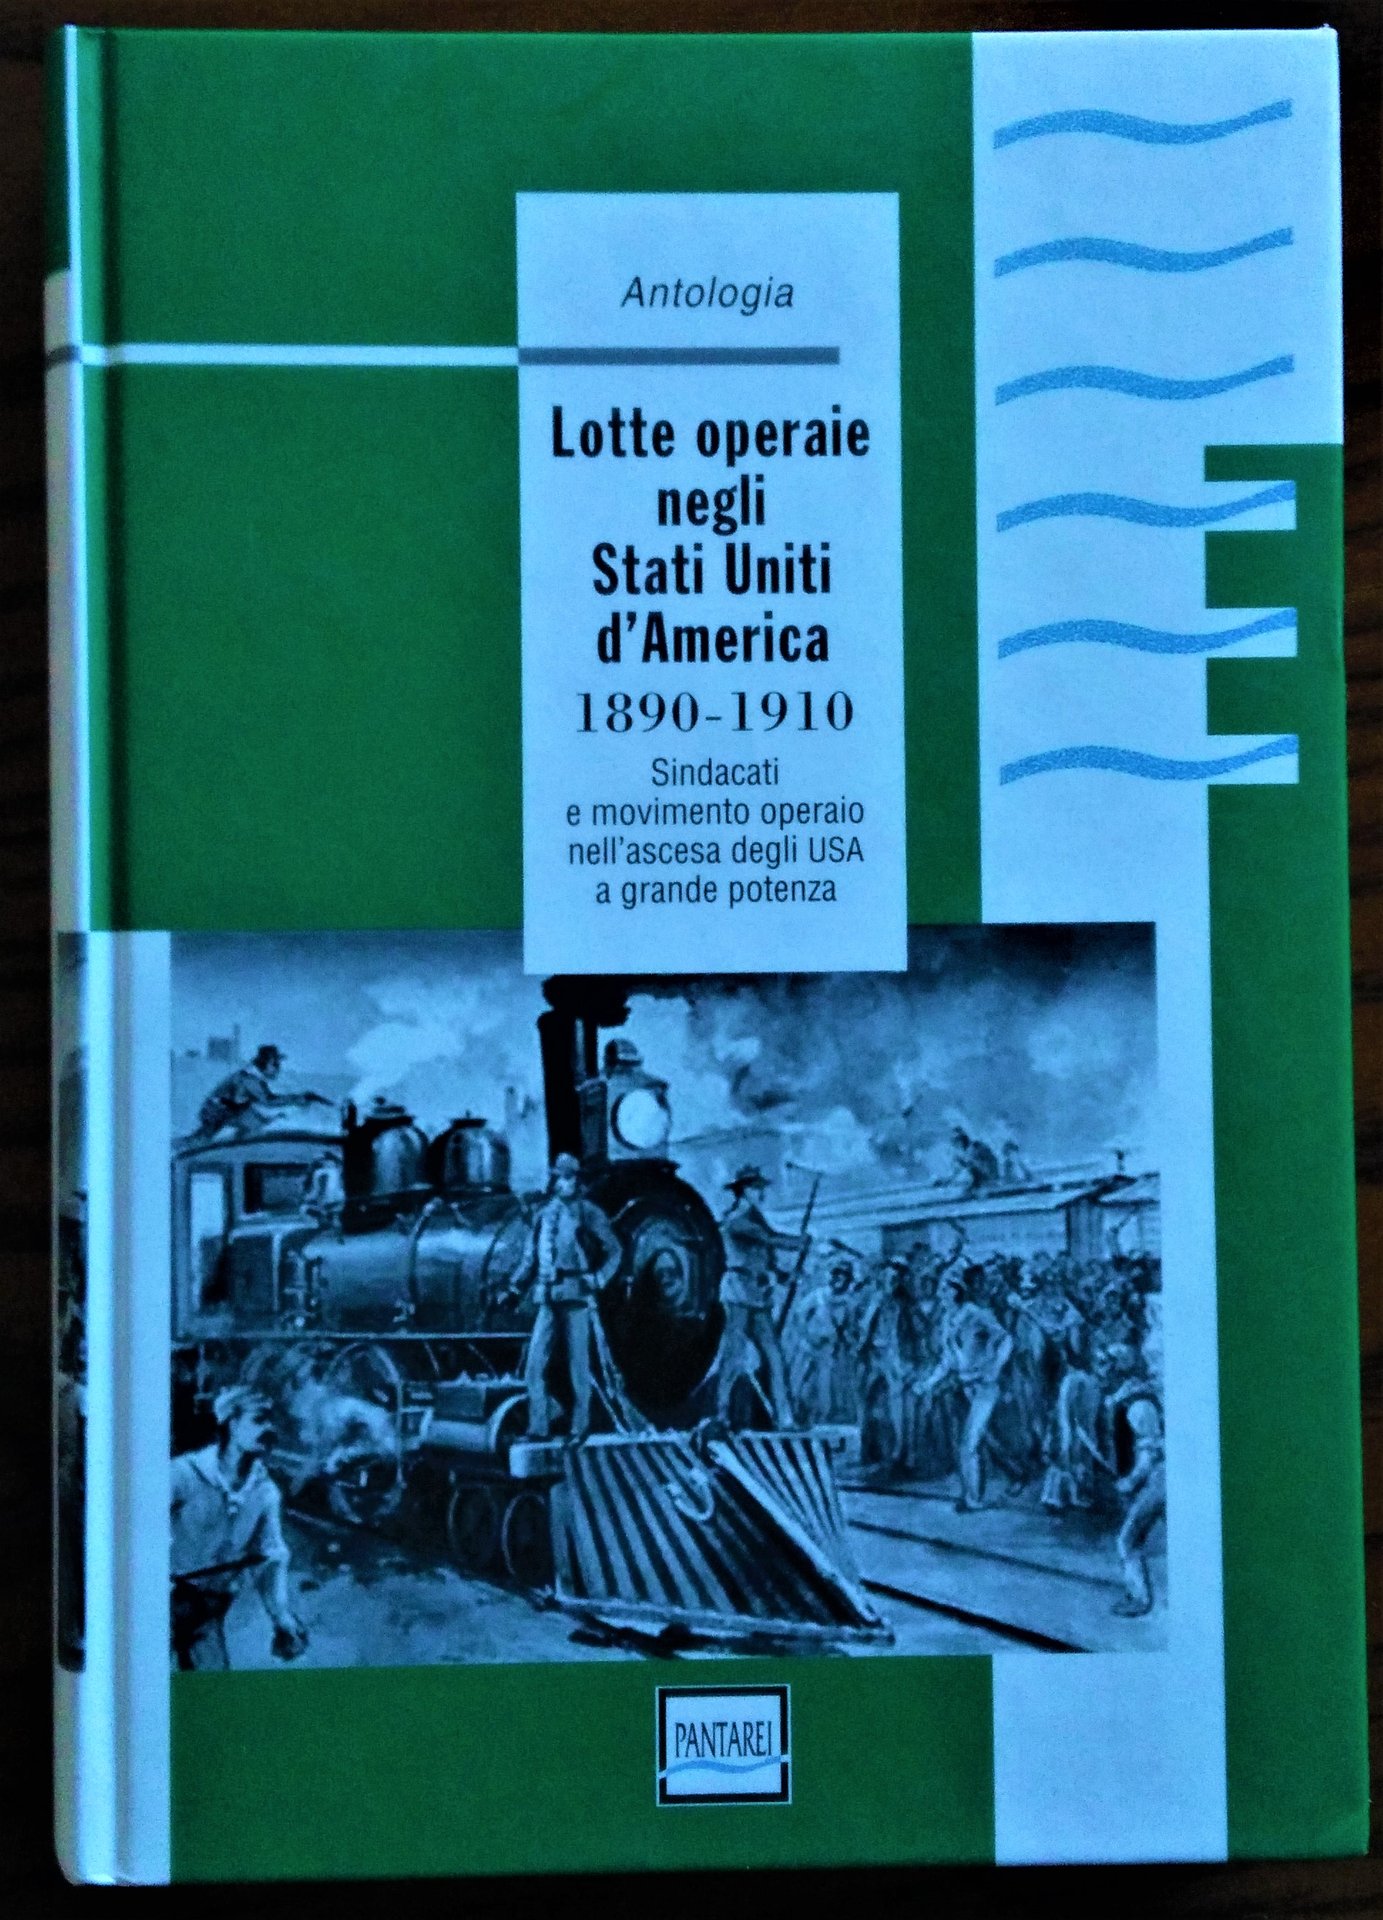 Antologia
Lotte operaie
negli
Stati Uniti
d'America
1890-1910
Sindacati
e movimento operaio
nell'ascesa degli USA
a grande potenza
PANTAREI